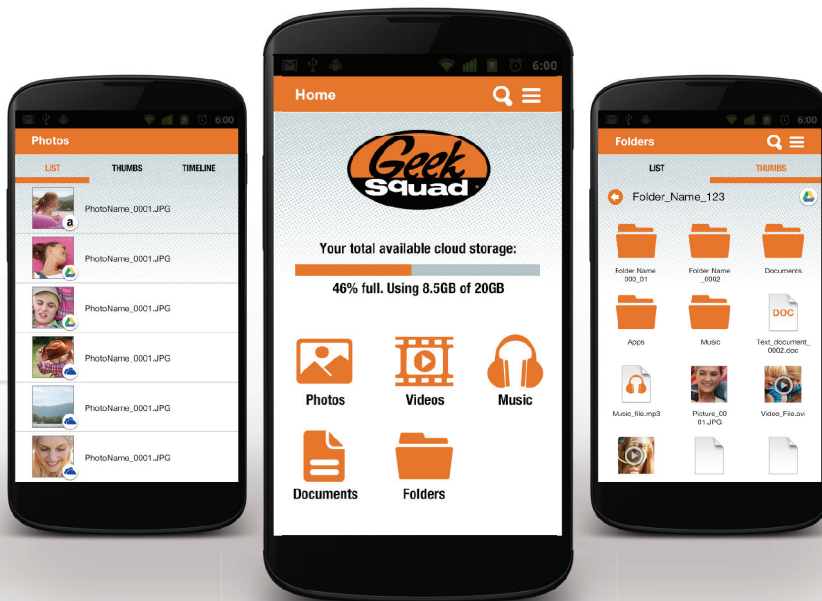 6:00
Photos
LIST THUMBS TIMELINE
a
PhotoName_0001.JPG
PhotoName_0001.JPG
PhotoName_0001.JPG
PhotoName_0001.JPG
PhotoName_0001.JPG
PhotoName_0001.JPG
6:00
Home
Geek
Squad
Your total available cloud storage:
46% full. Using 8.5GB of 20GB
Photos Videos Music
Documents Folders
6:00
Folders
LIST THUMBS
Folder_Name_123
Folder Name Folder Name Documents
000_01 _0002
Apps Music DOC
Text_document_
0002.doc
Music_file.mp3 Picture_00 Video_File.avi
01.JPG